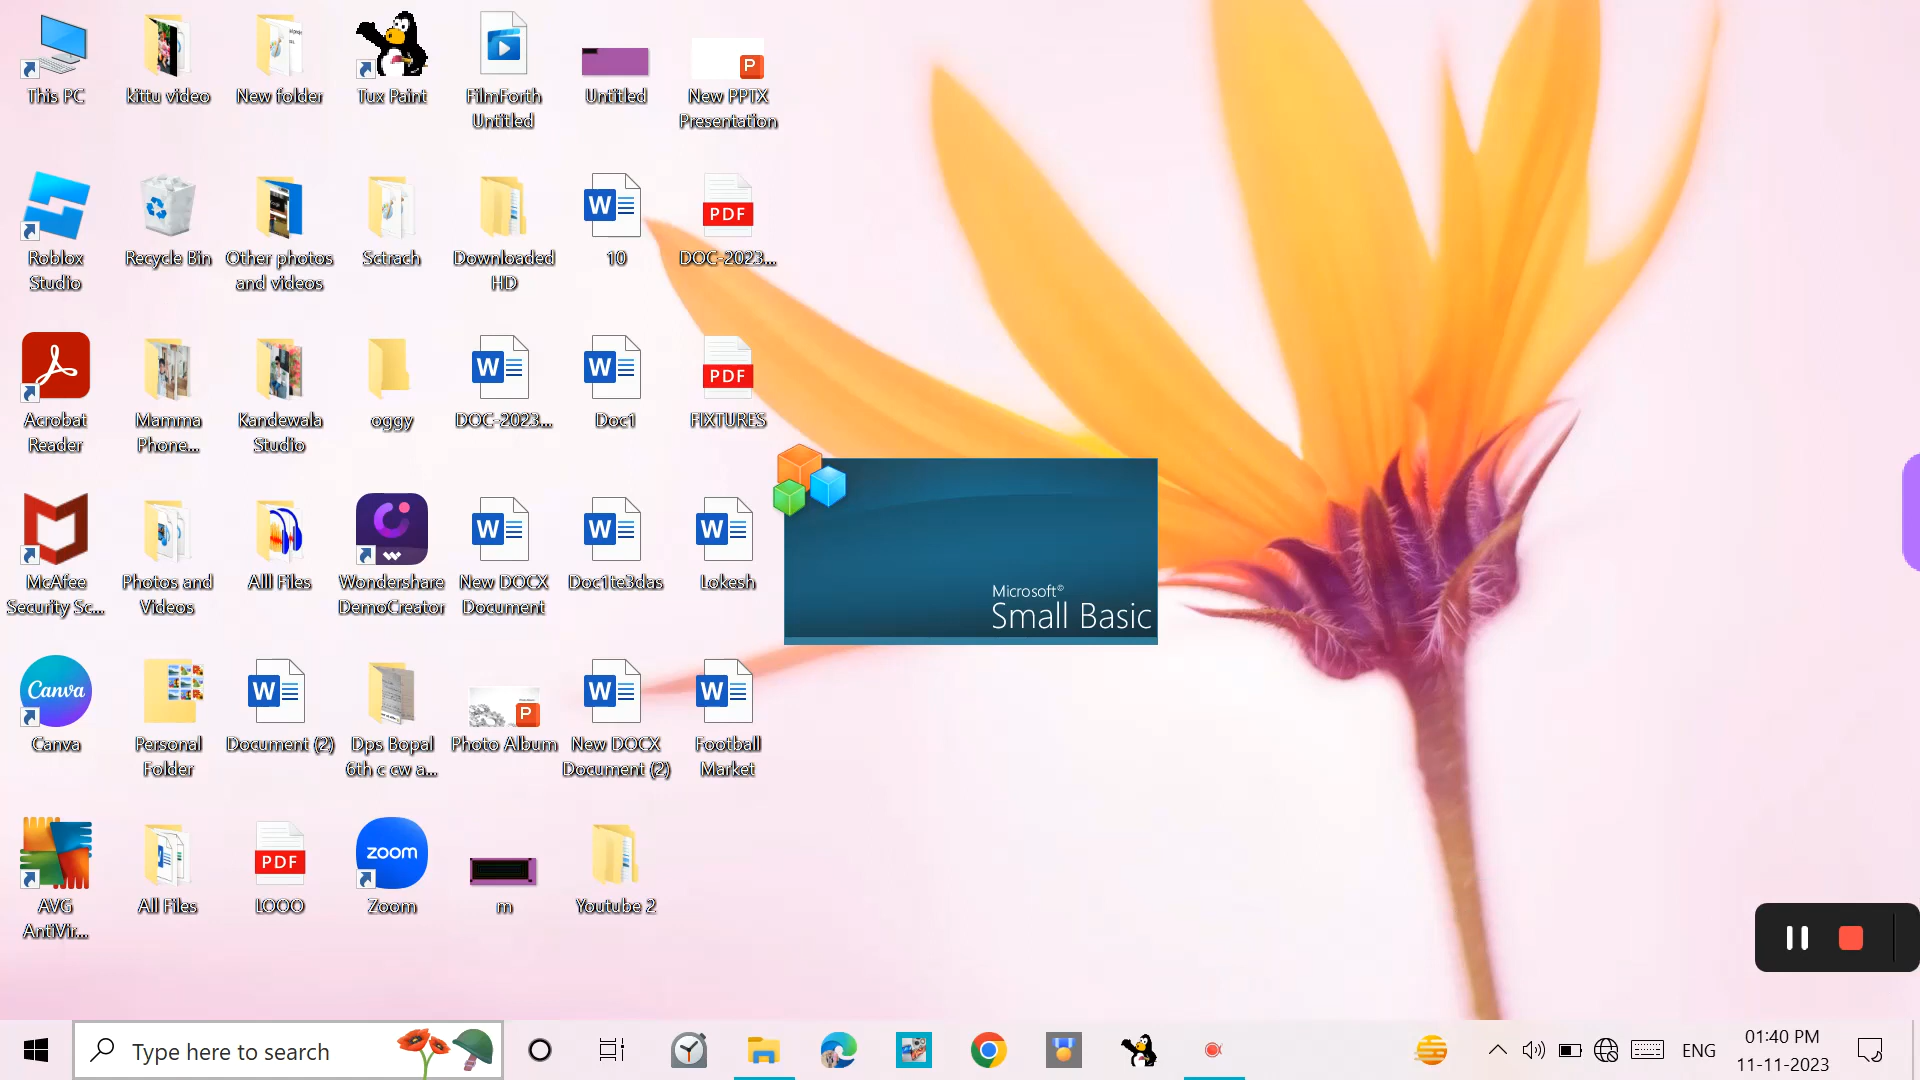 This PC
kittu video
New folder
Tux Paint
FilmForth
Untitled
Untitled
New PPTX
Presentation
Roblox
Studio
Recycle Bin
Other photos
and videos
Sctrach
Downloaded
HD
10
DOC-2023...
Acrobat
Reader
Mamma
Phone...
Kandewala
Studio
oggy
DOC-2023...
Doc1
FIXTURES
McAfee
Security Sc...
Photos and
Videos
Alll Files
Wondershare
DemoCreator
New DOCX
Document
Doc1te3das
Lokesh
Microsoft®
Small Basic
Canva
Canva
Personal
Folder
Document (2)
Dps Bopal
6th c cw a...
Photo Album
New DOCX
Document (2)
Football
Market
AVG
AntiVir...
All Files
PDF
LOOO
zoom
Zoom
m
Youtube 2
PDF
PDF
Type here to search
ENG
01:40 PM
11-11-2023